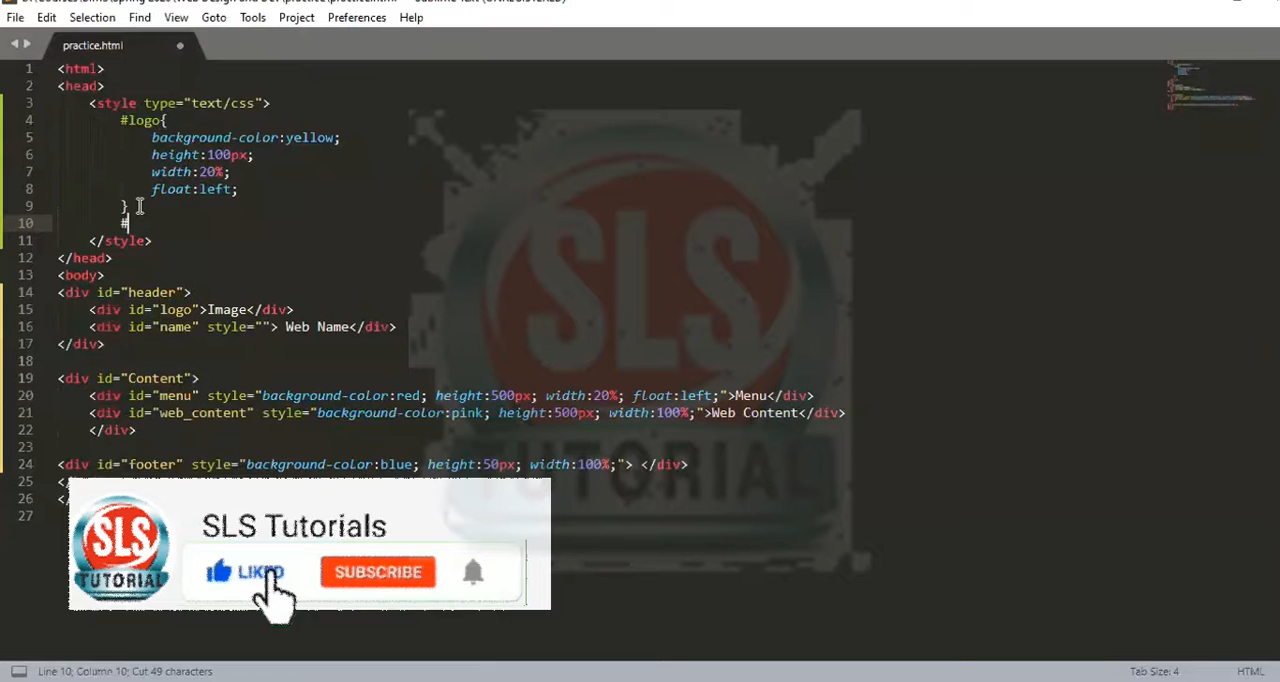 File Edit Selection Find View Goto Tools Project Preferences Help
practice.html
1 <html>
2 <head>
3 <style type="text/css">
4 #logo{
5 background-color:yellow;
6 height:100px;
7 width:20%;
8 float:left;
9 }
10 #
11 </style>
12 </head>
13 <body>
14 <div id="header">
15 <div id="logo">Image</div>
16 <div id="name" style=""> Web Name</div>
17 </div>
18
19 <div id="Content">
20 <div id="menu" style="background-color:red; height:500px; width:20%; float:left;">Menu</div>
21 <div id="web_content" style="background-color:pink; height:500px; width:100%;">Web Content</div>
22 </div>
23
24 <div id="footer" style="background-color:blue; height:50px; width:100%;"> </div>
25 <
26 <
27
SLS
TUTORIAL
SLS
TUTORIAL
SLS Tutorials
LIKED SUBSCRIBE
Line 10; Column 10; Cut 49 characters Tab Size: 4 HTML